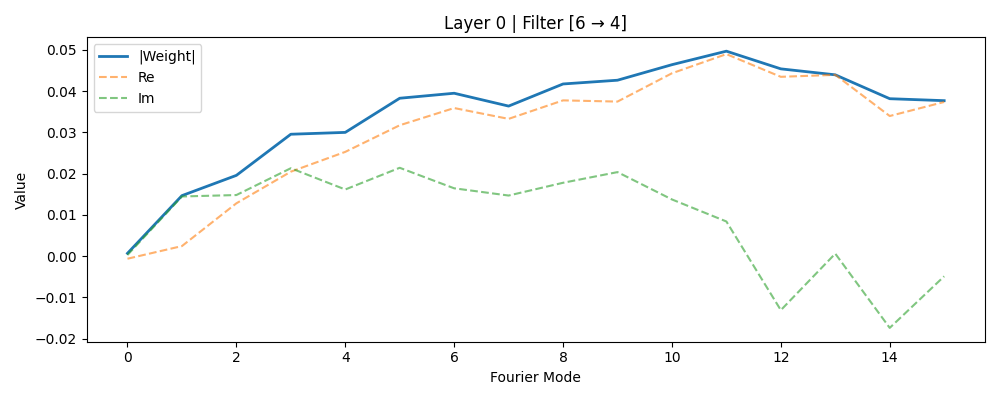 Layer 0 | Filter [6 → 4]
|Weight|
Re
Im
0.05
0.04
0.03
0.02
0.01
0.00
−0.01
−0.02
Value
0 2 4 6 8 10 12 14
Fourier Mode